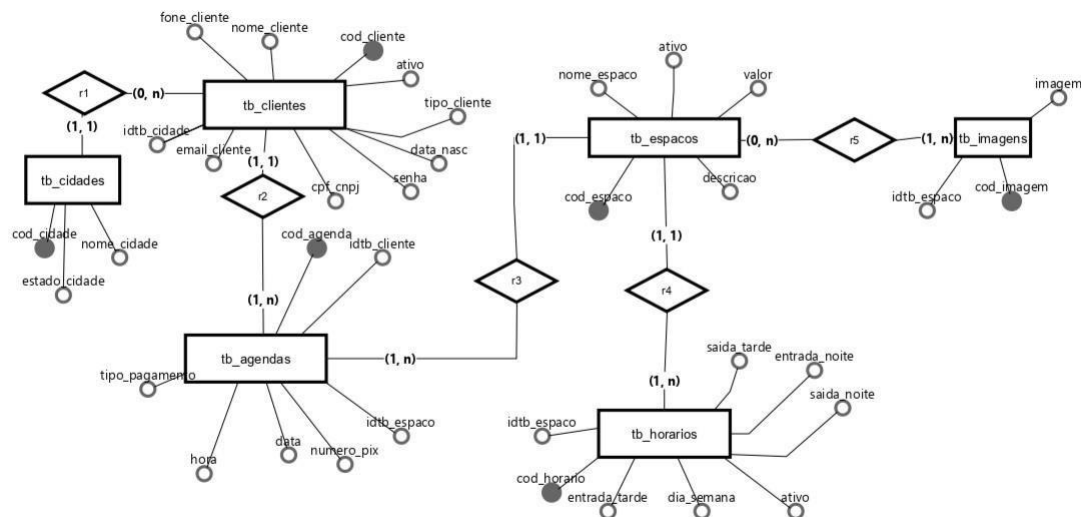 fone_cliente
nome_cliente
cod_cliente
ativo
tipo_cliente
data_nasc
senha
cpf_cnpj
email_cliente
idtb_cidade
tb_clientes
r1
(0, n)
(1, 1)
tb_cidades
cod_cidade
nome_cidade
estado_cidade
(1, 1)
r2
(1, n)
cod_agenda
idtb_cliente
tb_agendas
tipo_pagamento
hora
data
numero_pix
idtb_espaco
(1, n)
r3
(1, 1)
nome_espaco
ativo
valor
tb_espacos
cod_espaco
descricao
(0, n)
r5
(1, n)
imagem
tb_imagens
idtb_espaco
cod_imagem
(1, 1)
r4
(1, n)
saida_tarde
entrada_noite
saida_noite
idtb_espaco
tb_horarios
cod_horario
entrada_tarde
dia_semana
ativo